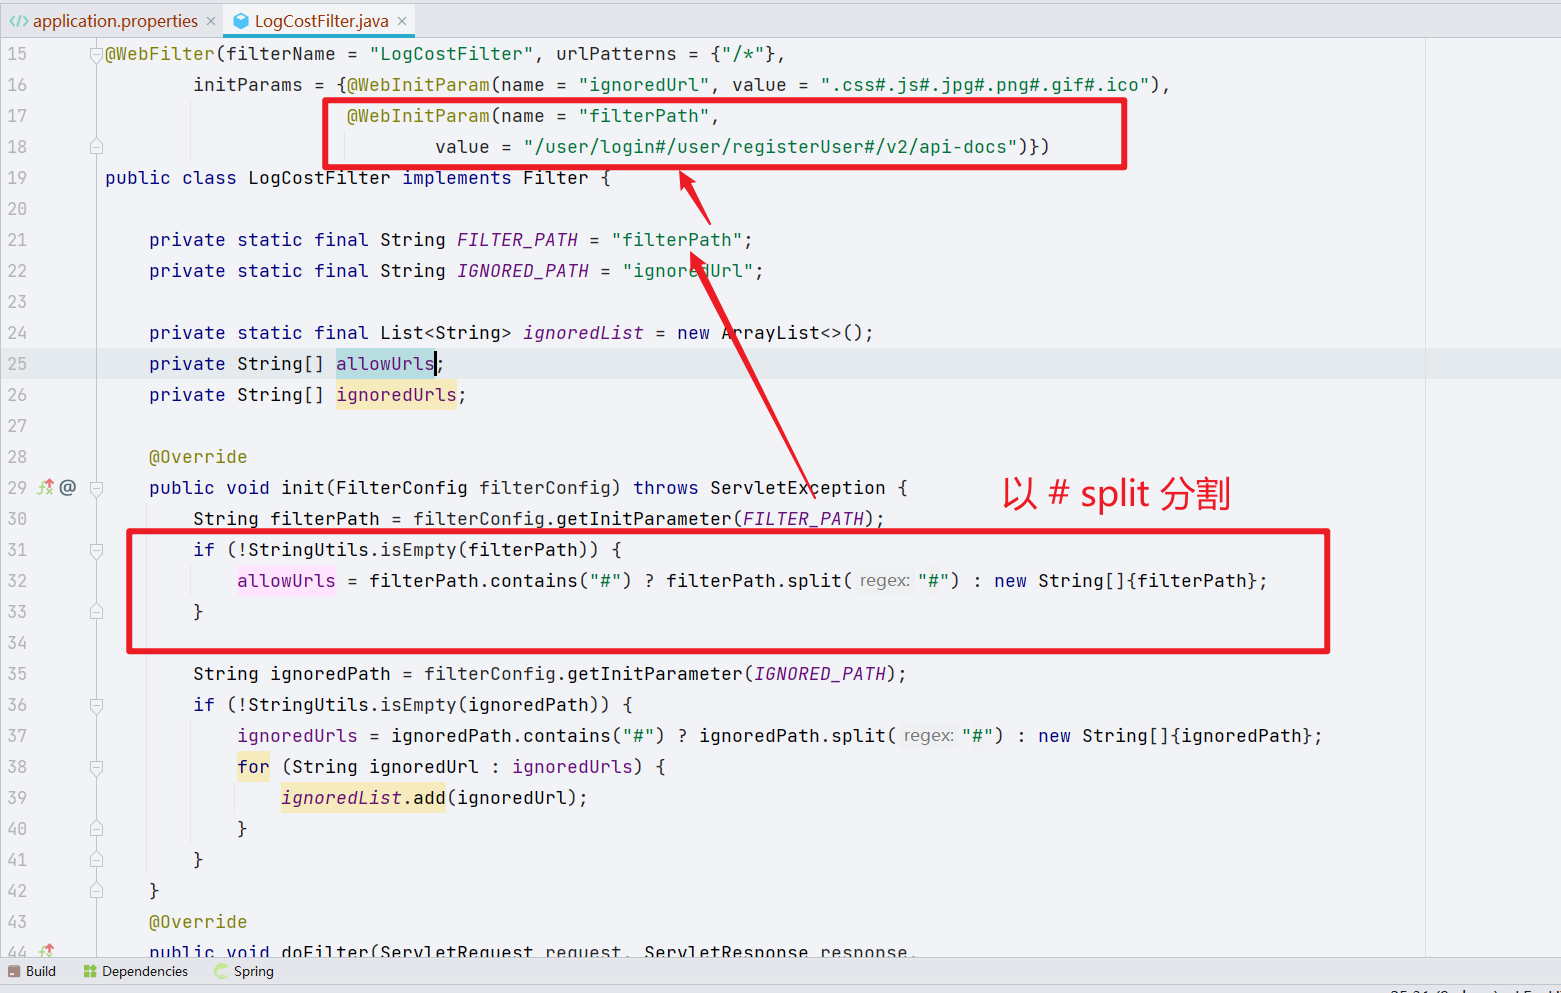 application.properties LogCostFilter.java
15 @WebFilter(filterName = "LogCostFilter", urlPatterns = {"/*"},
16 initParams = {@WebInitParam(name = "ignoredUrl", value = ".css#.js#.jpg#.png#.gif#.ico"),
17 @WebInitParam(name = "filterPath",
18 value = "/user/login#/user/registerUser#/v2/api-docs")})
19 public class LogCostFilter implements Filter {
20
21 private static final String FILTER_PATH = "filterPath";
22 private static final String IGNORED_PATH = "ignoredUrl";
23
24 private static final List<String> ignoredList = new ArrayList<>();
25 private String[] allowUrls;
26 private String[] ignoredUrls;
27
28 @Override
29 @ public void init(FilterConfig filterConfig) throws ServletException {
以 # split 分割
30 String filterPath = filterConfig.getInitParameter(FILTER_PATH);
31 if (!StringUtils.isEmpty(filterPath)) {
32 allowUrls = filterPath.contains("#") ? filterPath.split( regex: "#") : new String[]{filterPath};
33 }
34
35 String ignoredPath = filterConfig.getInitParameter(IGNORED_PATH);
36 if (!StringUtils.isEmpty(ignoredPath)) {
37 ignoredUrls = ignoredPath.contains("#") ? ignoredPath.split( regex: "#") : new String[]{ignoredPath};
38 for (String ignoredUrl : ignoredUrls) {
39 ignoredList.add(ignoredUrl);
40 }
41 }
42 }
43 @Override
44 public void doFilter(ServletRequest request, ServletResponse response,
Build Dependencies Spring